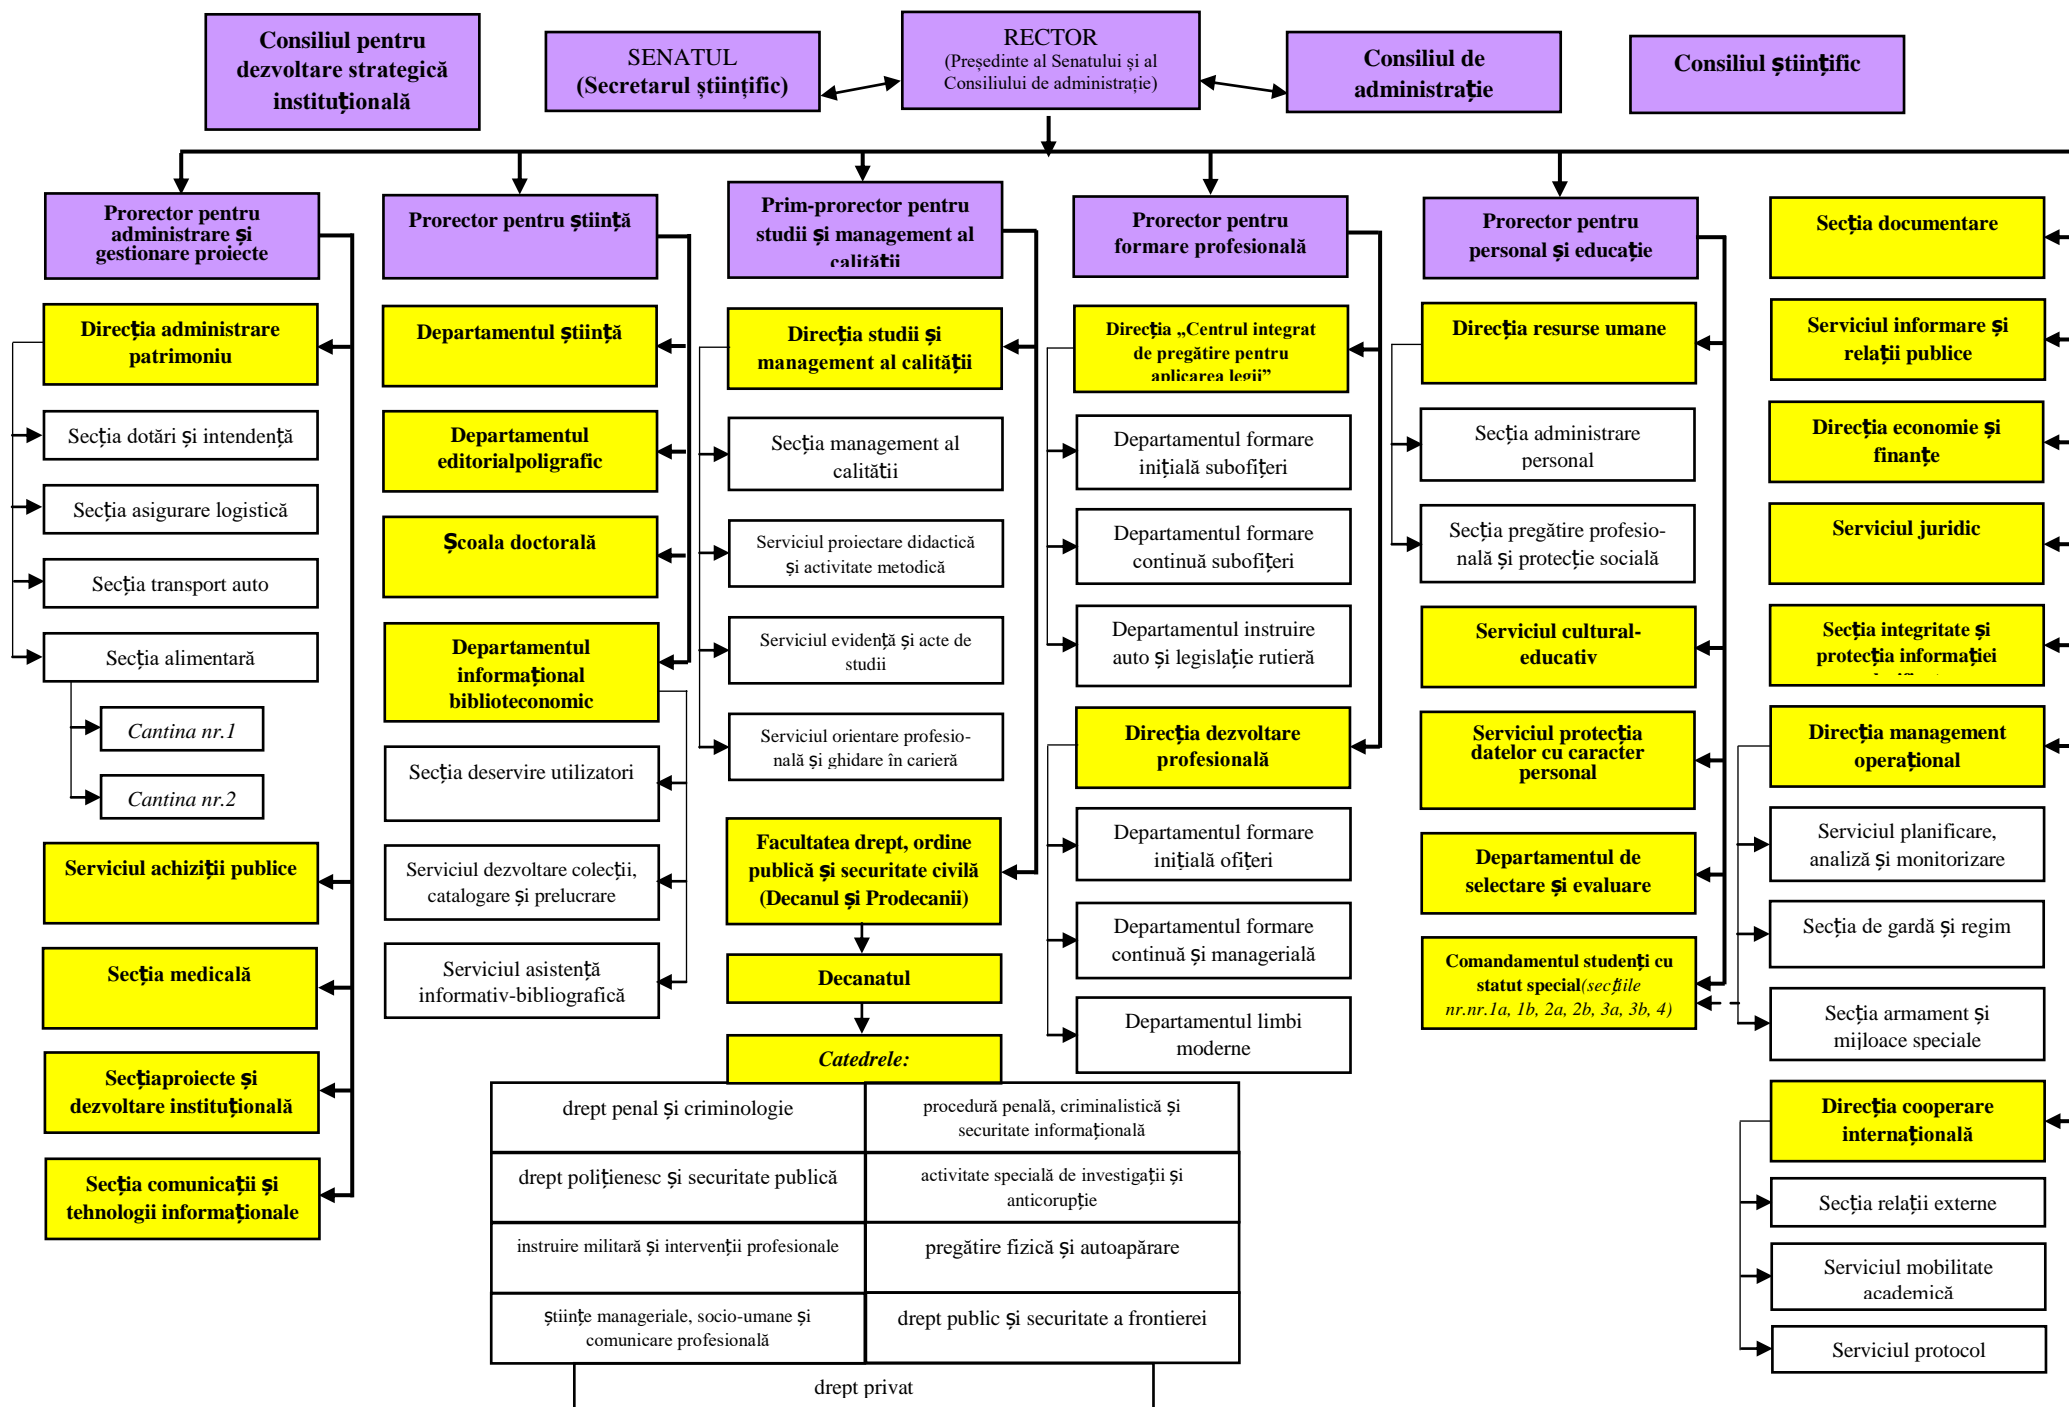 Consiliul pentru
dezvoltare strategică
instituțională
SENATUL
(Secretarul științific)
RECTOR
(Președinte al Senatului și al
Consiliului de administrație)
Consiliul de
administrație
Consiliul științific
Prorector pentru
administrare și
gestionare proiecte
Direcția administrare
patrimoniu
Secția dotări și intendență
Secția asigurare logistică
Secția transport auto
Secția alimentară
Cantina nr.1
Cantina nr.2
Serviciul achiziții publice
Secția medicală
Secțiaproiecte și
dezvoltare instituțională
Secția comunicații și
tehnologii informaționale
Prorector pentru știință
Departamentul știință
Departamentul
editorialpoligrafic
Școala doctorală
Departamentul
informațional
biblioteconomic
Secția deservire utilizatori
Serviciul dezvoltare colecții,
catalogare și prelucrare
Serviciul asistență
informativ-bibliografică
Prim-prorector pentru
studii și management al
calității
Direcția studii și
management al calității
Secția management al
calității
Serviciul proiectare didactică
și activitate metodică
Serviciul evidență și acte de
studii
Serviciul orientare profesio-
nală și ghidare în carieră
Facultatea drept, ordine
publică și securitate civilă
(Decanul și Prodecanii)
Decanatul
Catedrele:
drept penal și criminologie
procedură penală, criminalistică și
securitate informațională
drept polițienesc și securitate publică
activitate specială de investigații și
anticorupție
instruire militară și intervenții profesionale
pregătire fizică și autoapărare
științe manageriale, socio-umane și
comunicare profesională
drept public și securitate a frontierei
drept privat
Prorector pentru
formare profesională
Direcția „Centrul integrat
de pregătire pentru
aplicarea legii”
Departamentul formare
inițială subofițeri
Departamentul formare
continuă subofițeri
Departamentul instruire
auto și legislație rutieră
Direcția dezvoltare
profesională
Departamentul formare
inițială ofițeri
Departamentul formare
continuă și managerială
Departamentul limbi
moderne
Prorector pentru
personal și educație
Direcția resurse umane
Secția administrare
personal
Secția pregătire profesio-
nală și protecție socială
Serviciul cultural-
educativ
Serviciul protecția
datelor cu caracter
personal
Departamentul de
selectare și evaluare
Comandamentul studenți cu
statut special(secțiile
nr.nr.1a, 1b, 2a, 2b, 3a, 3b, 4)
Secția documentare
Serviciul informare și
relații publice
Direcția economie și
finanțe
Serviciul juridic
Secția integritate și
protecția informației
Direcția management
operațional
Serviciul planificare,
analiză și monitorizare
Secția de gardă și regim
Secția armament și
mijloace speciale
Direcția cooperare
internațională
Secția relații externe
Serviciul mobilitate
academică
Serviciul protocol